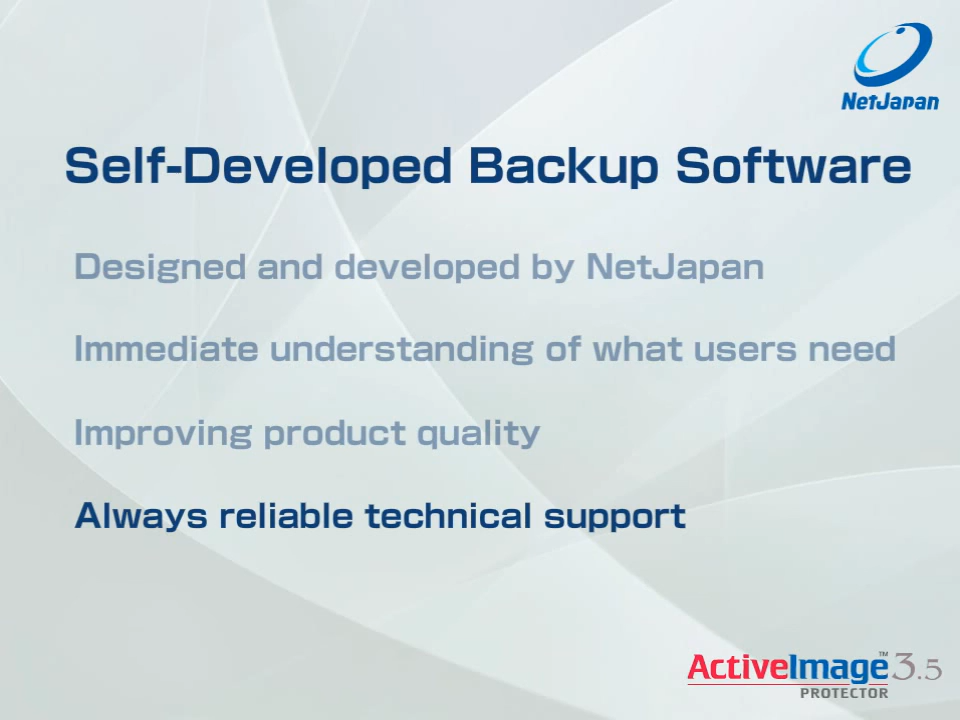 NetJapan
Self-Developed Backup Software
Designed and developed by NetJapan
Immediate understanding of what users need
Improving product quality
Always reliable technical support
ActiveImage™ 3.5
PROTECTOR